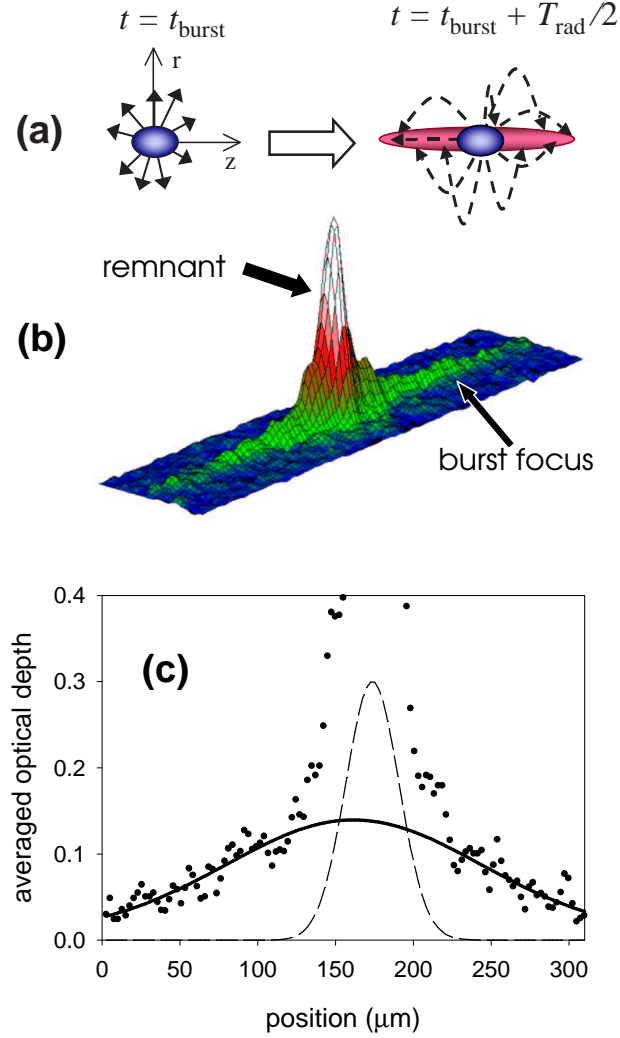 t = t_burst
t = t_burst + T_rad/2
r
(a)
z
remnant
(b)
burst focus
0.4
(c)
0.3
averaged optical depth
0.2
0.1
0.0
0 50 100 150 200 250 300
position (μm)